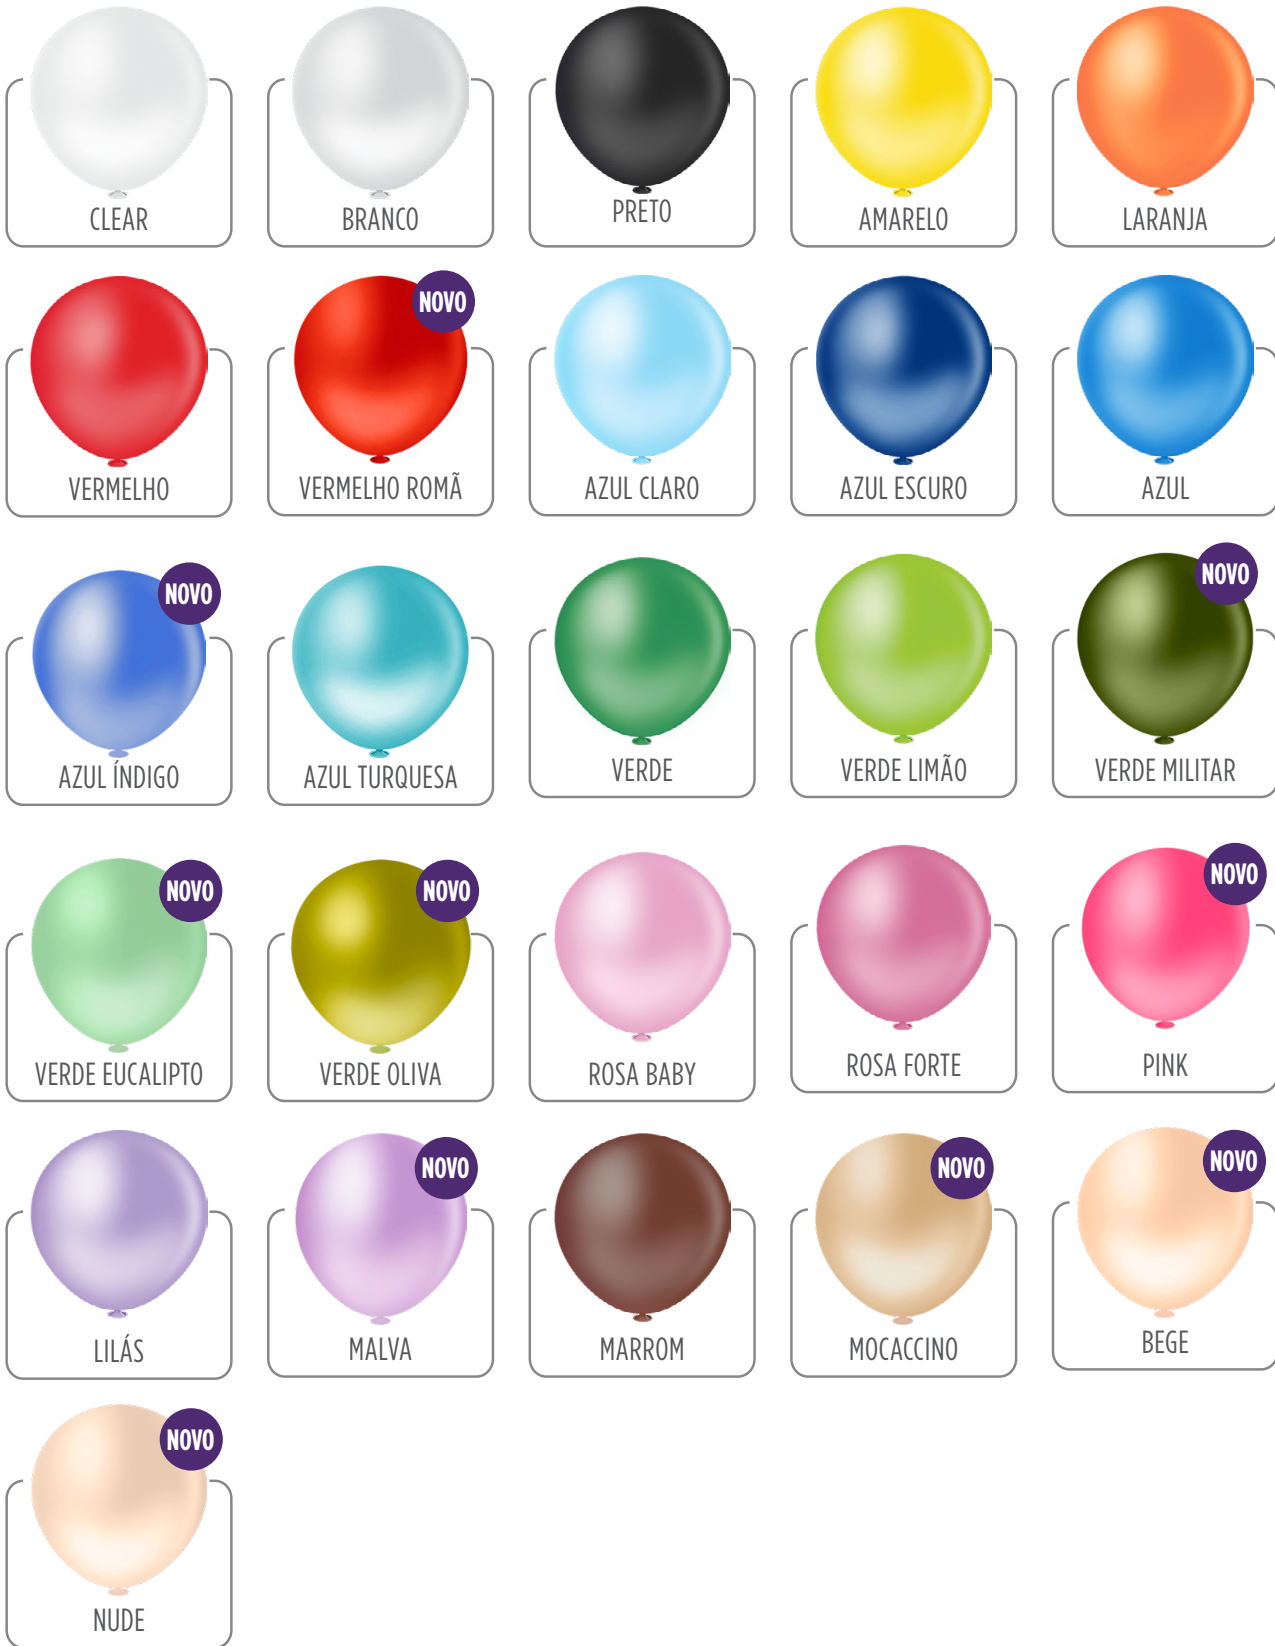 CLEAR
BRANCO
PRETO
AMARELO
LARANJA
VERMELHO
NOVO
VERMELHO ROMÃ
AZUL CLARO
AZUL ESCURO
AZUL
NOVO
AZUL ÍNDIGO
AZUL TURQUESA
VERDE
VERDE LIMÃO
NOVO
VERDE MILITAR
NOVO
VERDE EUCALIPTO
NOVO
VERDE OLIVA
ROSA BABY
ROSA FORTE
NOVO
PINK
LILÁS
NOVO
MALVA
MARROM
NOVO
MOCACCINO
NOVO
BEGE
NOVO
NUDE